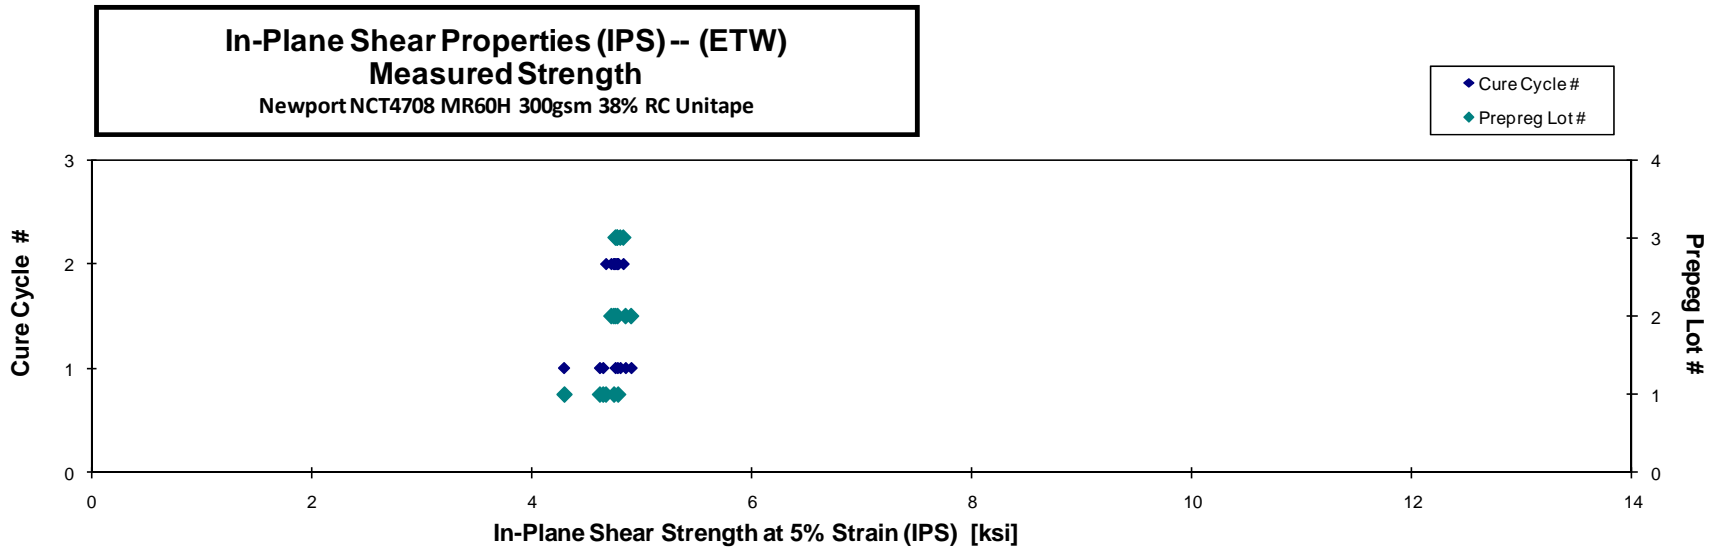 In-Plane Shear Properties (IPS) -- (ETW)
Measured Strength
Newport NCT4708 MR60H 300gsm 38% RC Unitape
Cure Cycle #
Prepreg Lot #
3
2
1
0
Cure Cycle #
4
3
2
1
0
Prepeg Lot #
0 2 4 6 8 10 12 14
In-Plane Shear Strength at 5% Strain (IPS) [ksi]